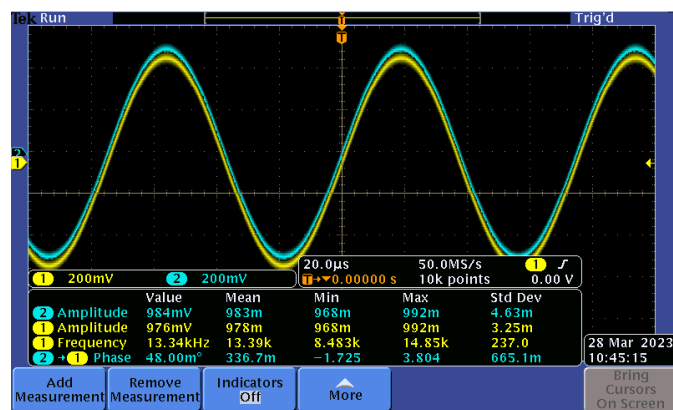 Tek Run Trig'd
T
T
2
1
1 200mV 2 200mV
20.0µs 50.0MS/s 1
T→▼0.00000 s 10k points 0.00 V
Value Mean Min Max Std Dev
2 Amplitude 984mV 983m 968m 992m 4.63m
1 Amplitude 976mV 978m 968m 992m 3.25m
1 Frequency 13.34kHz 13.39k 8.483k 14.85k 237.0
2 →1 Phase 48.00m° 336.7m −1.725 3.804 665.1m
28 Mar 2023
10:45:15
Add
Measurement
Remove
Measurement
Indicators
Off
More
Bring
Cursors
On Screen